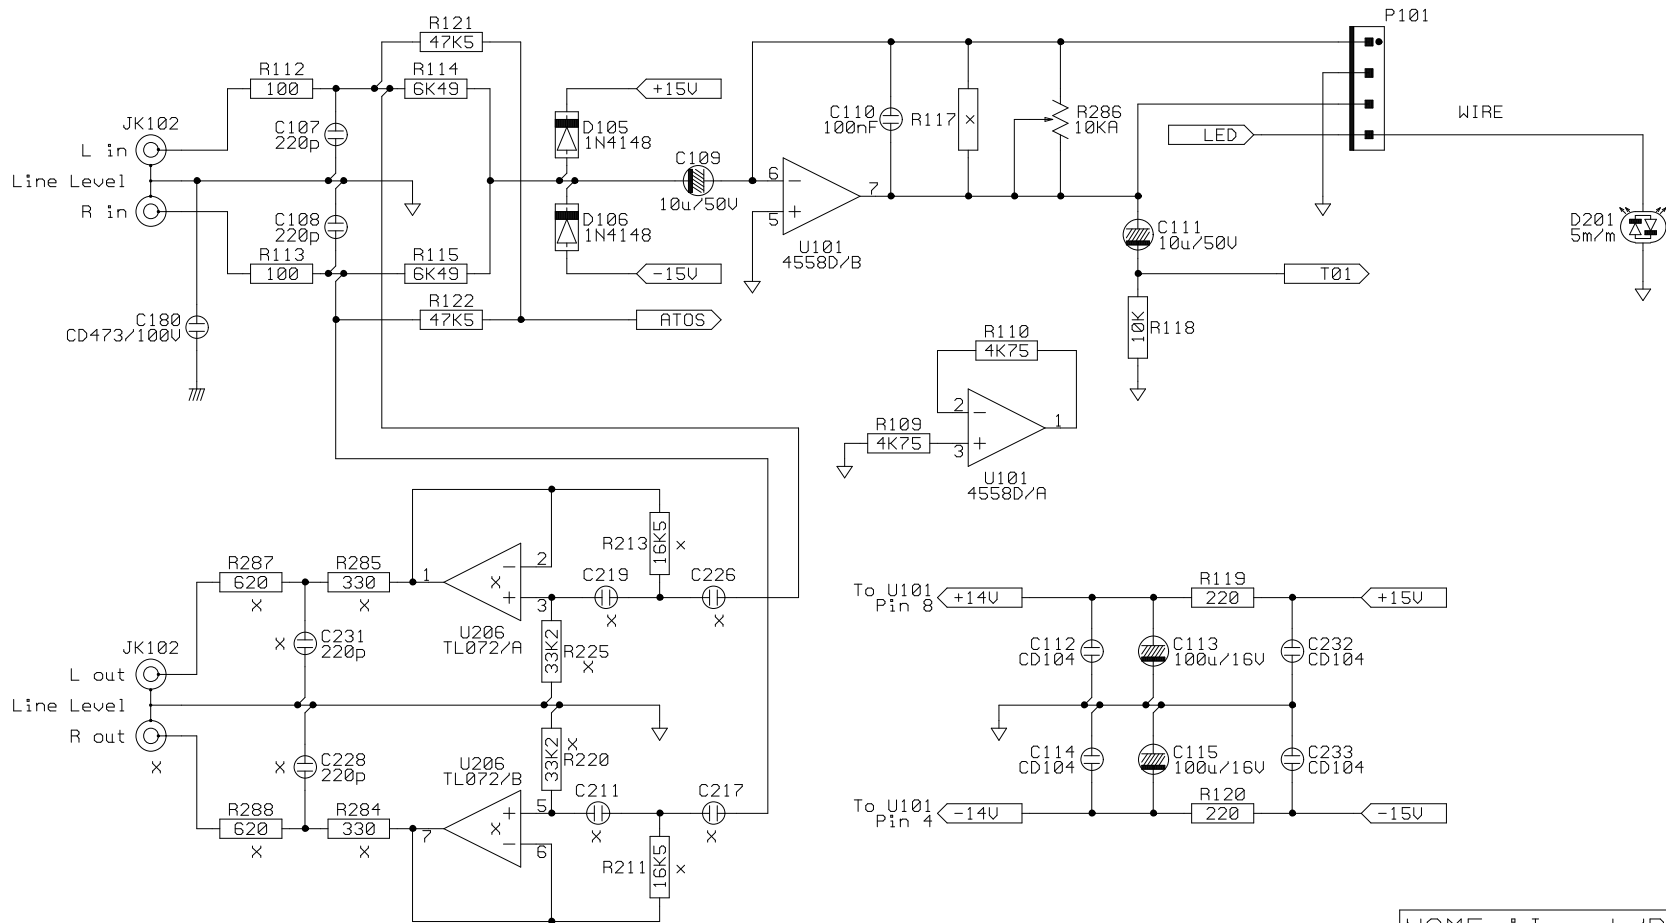 R121
47K5
P101
R112
100
R114
6K49
+15V
JK102
C107
220p
L in
D105
1N4148
C110
100nF
R117
X
R286
10KA
LED
WIRE
Line Level
C109
10u/50V
6
5
7
R in
C108
220p
D106
1N4148
U101
4558D/B
C111
10u/50V
D201
5m/m
R113
100
R115
6K49
-15V
T01
R122
47K5
ATOS
C180
CD473/100V
10K
R118
R110
4K75
2
3
1
R109
4K75
U101
4558D/A
R213
16K5
X
R287
620
X
R285
330
X
1
X
2
3
C219
X
C226
X
U206
TL072/A
X
C231
220p
33K2
R225
X
JK102
L out
Line Level
R out
X
X
C228
220p
33K2
X
R220
U206
TL072/B
R288
620
X
R284
330
X
7
X
5
6
C211
X
C217
X
R211
16K5
X
To U101
Pin 8
+14V
R119
220
+15V
C112
CD104
C113
100u/16V
C232
CD104
C114
CD104
C115
100u/16V
C233
CD104
To U101
Pin 4
-14V
R120
220
-15V